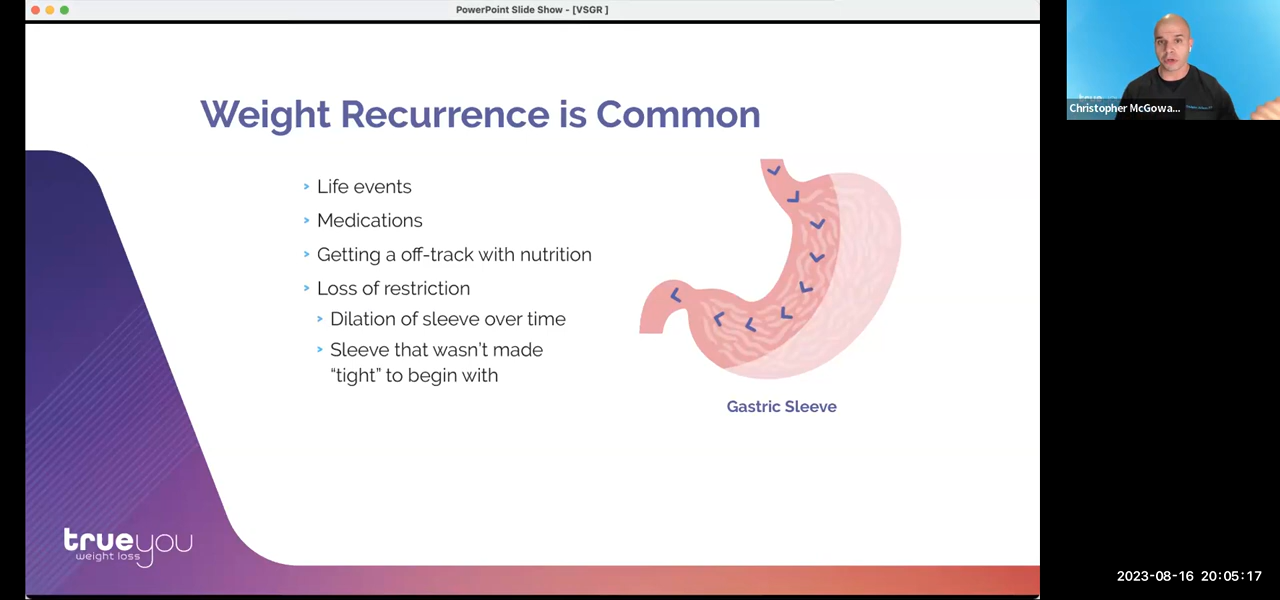 PowerPoint Slide Show - [VSGR ]
Weight Recurrence is Common
Life events
Medications
Getting a off-track with nutrition
Loss of restriction
Dilation of sleeve over time
Sleeve that wasn't made
“tight” to begin with
Gastric Sleeve
trueyou
weight loss
true
Christopher McGowa...
2023-08-16 20:05:17